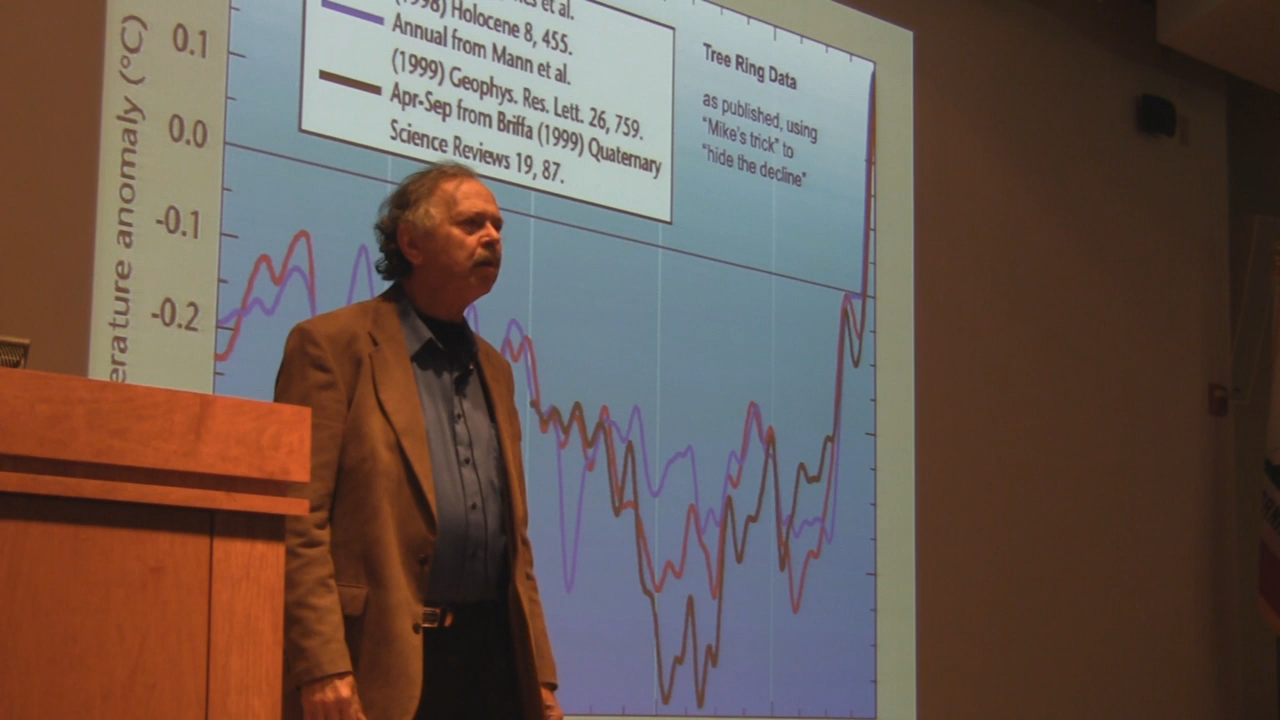 et al.
(1998) Holocene 8, 455.
Annual from Mann et al.
(1999) Geophys. Res. Lett. 26, 759.
Apr-Sep from Briffa (1999) Quaternary
Science Reviews 19, 87.
Tree Ring Data
as published, using
"Mike's trick" to
"hide the decline"
erature anomaly (°C)
0.1
0.0
-0.1
-0.2